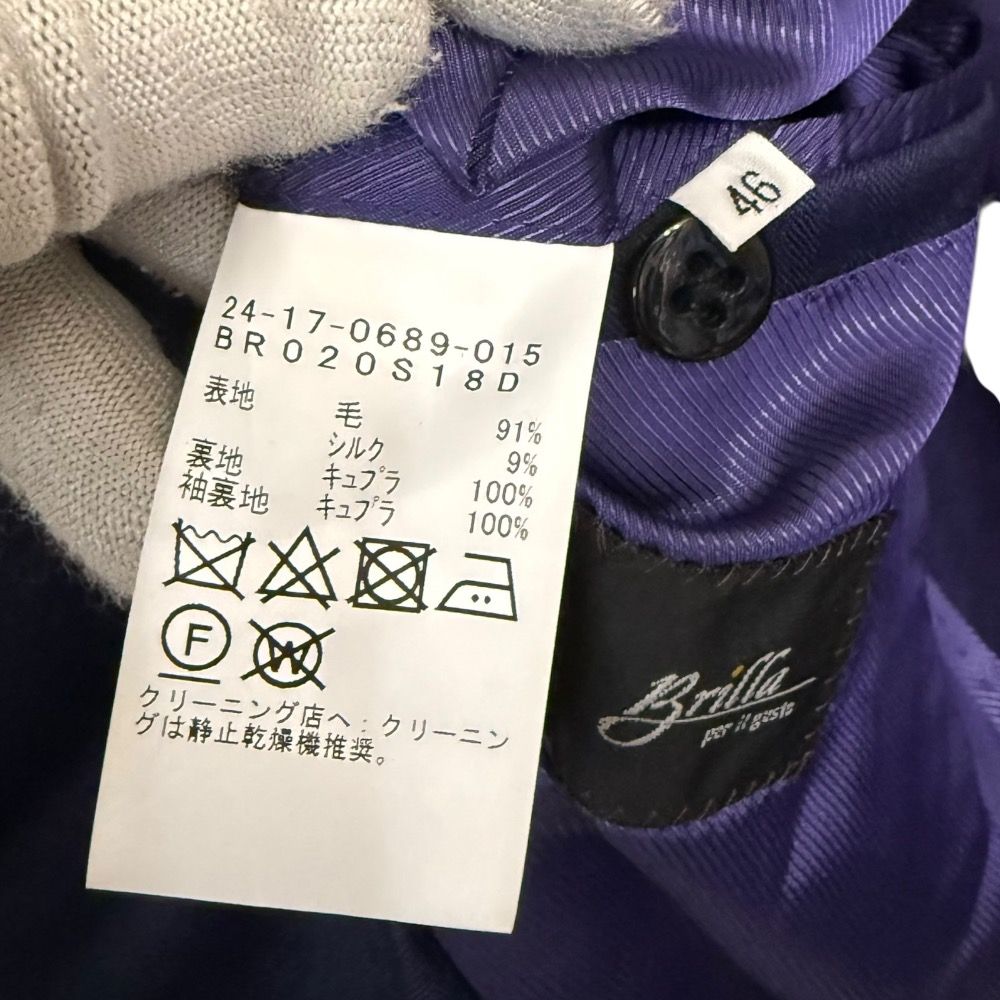 46
24-17-0689-015
BR020S18D
表地 毛 91%
シルク 9%
裏地 キュプラ 100%
袖裏地 キュプラ 100%
F W
クリーニング店へ:クリーニン
グは静止乾燥機推奨。
Brilla
per il gusto